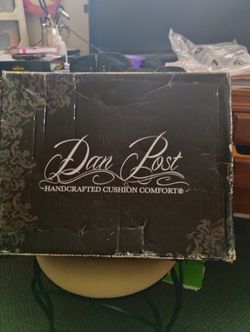 Dan Post
HANDCRAFTED CUSHION COMFORT®